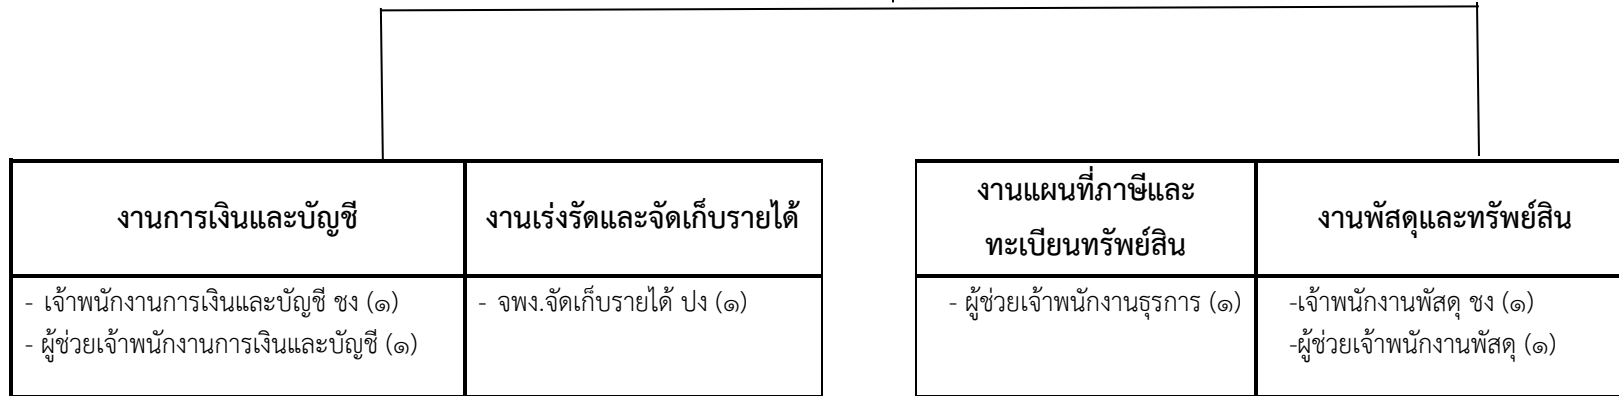 งานการเงินและบัญชี
งานเร่งรัดและจัดเก็บรายได้
งานแผนที่ภาษีและ
ทะเบียนทรัพย์สิน
งานพัสดุและทรัพย์สิน
- เจ้าพนักงานการเงินและบัญชี ชง (๑)
- ผู้ช่วยเจ้าพนักงานการเงินและบัญชี (๑)
- จพง.จัดเก็บรายได้ ปง (๑)
- ผู้ช่วยเจ้าพนักงานธุรการ (๑)
-เจ้าพนักงานพัสดุ ชง (๑)
-ผู้ช่วยเจ้าพนักงานพัสดุ (๑)